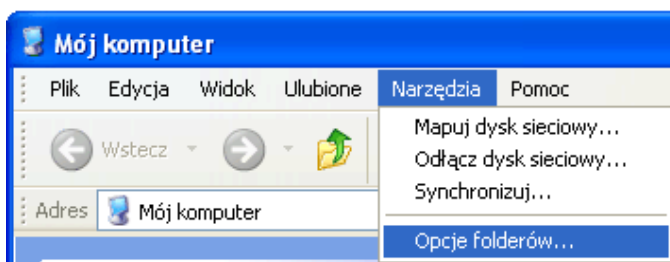 Mój komputer
Plik Edycja Widok Ulubione Narzędzia Pomoc
Mapuj dysk sieciowy...
Wstecz
Odłącz dysk sieciowy...
Synchronizuj...
Adres Mój komputer
Opcje folderów...